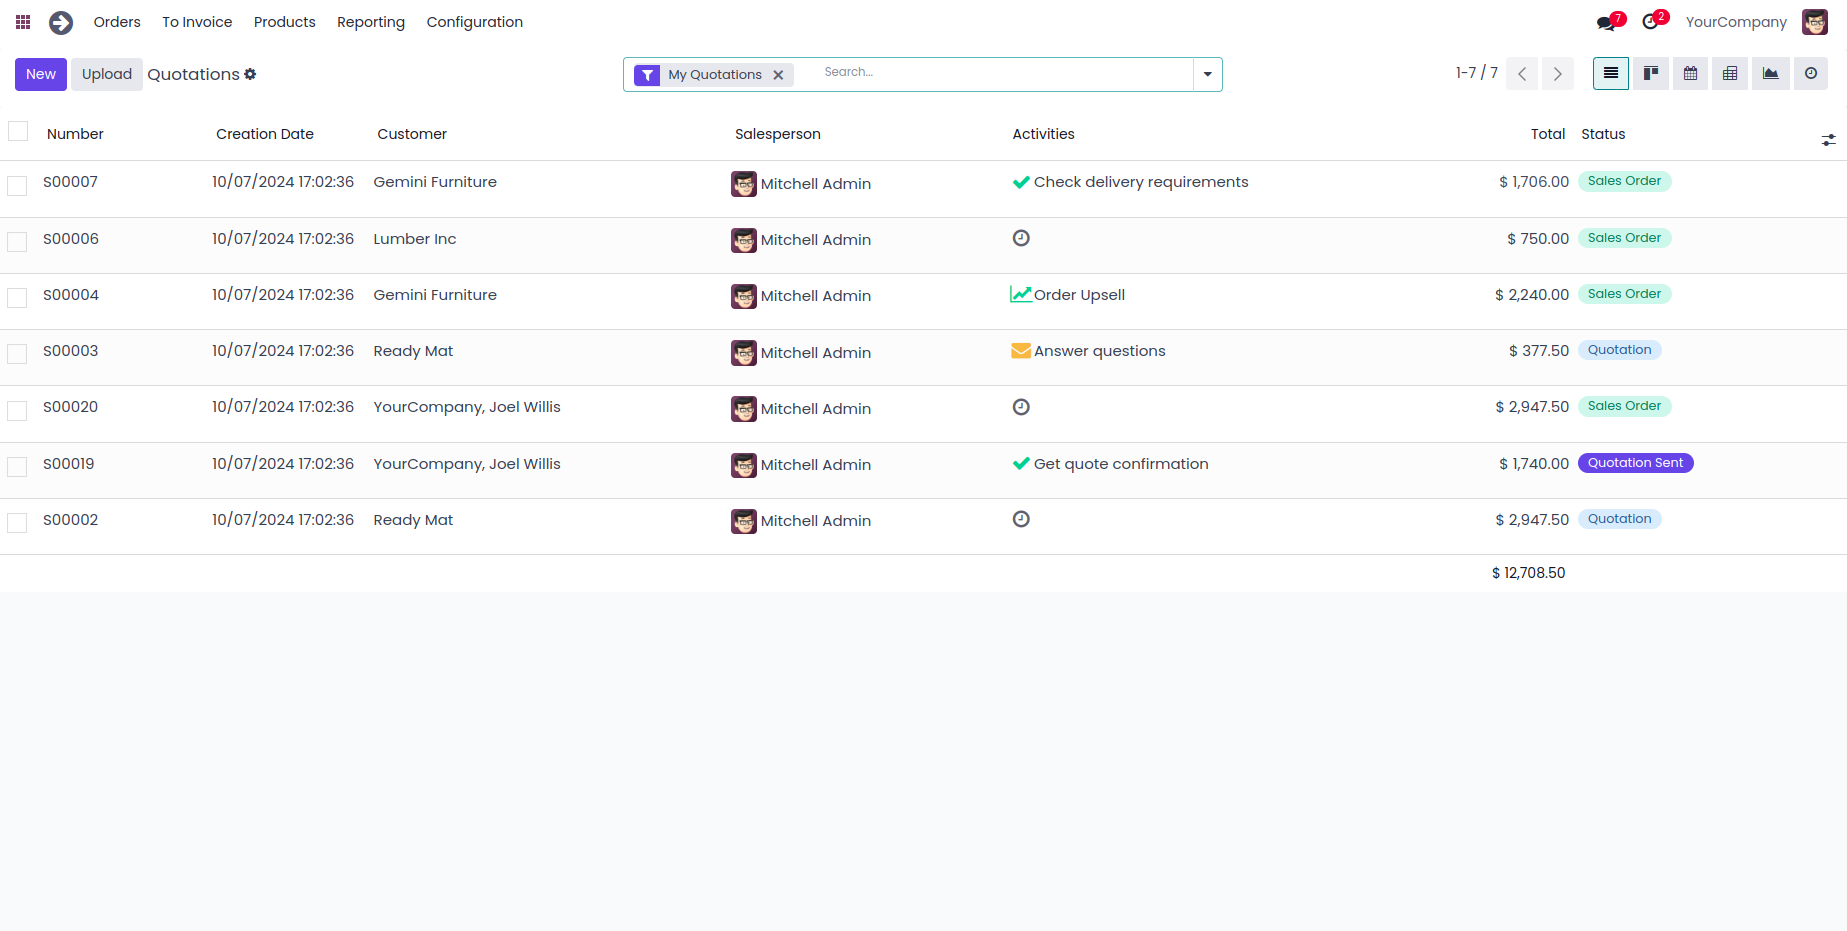 Orders To Invoice Products Reporting Configuration 7 2 YourCompany
New Upload Quotations My Quotations Search... 1-7 / 7
Number Creation Date Customer Salesperson Activities Total Status
S00007 10/07/2024 17:02:36 Gemini Furniture Mitchell Admin Check delivery requirements $ 1,706.00 Sales Order
S00006 10/07/2024 17:02:36 Lumber Inc Mitchell Admin $ 750.00 Sales Order
S00004 10/07/2024 17:02:36 Gemini Furniture Mitchell Admin Order Upsell $ 2,240.00 Sales Order
S00003 10/07/2024 17:02:36 Ready Mat Mitchell Admin Answer questions $ 377.50 Quotation
S00020 10/07/2024 17:02:36 YourCompany, Joel Willis Mitchell Admin $ 2,947.50 Sales Order
S00019 10/07/2024 17:02:36 YourCompany, Joel Willis Mitchell Admin Get quote confirmation $ 1,740.00 Quotation Sent
S00002 10/07/2024 17:02:36 Ready Mat Mitchell Admin $ 2,947.50 Quotation
$ 12,708.50